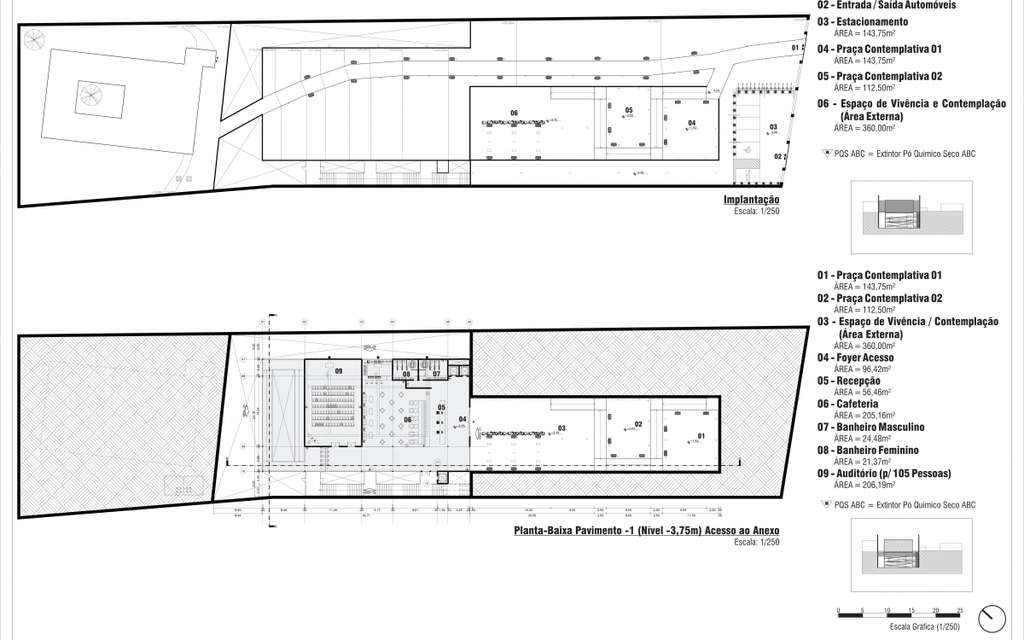 02 - Entrada / Saída Automóveis
03 - Estacionamento
ÁREA = 143,75m²
04 - Praça Contemplativa 01
ÁREA = 143,75m²
05 - Praça Contemplativa 02
ÁREA = 112,50m²
06 - Espaço de Vivência e Contemplação
(Área Externa)
ÁREA = 360.00m²
PQS ABC = Extintor Pó Químico Seco ABC
01
06
05
04
03
02
Implantação
Escala: 1/250
01 - Praça Contemplativa 01
ÁREA = 143,75m²
02 - Praça Contemplativa 02
ÁREA = 112,50m²
03 - Espaço de Vivência / Contemplação
(Área Externa)
ÁREA = 360,00m²
04 - Foyer Acesso
ÁREA = 96,42m²
05 - Recepção
ÁREA = 56,46m²
06 - Cafeteria
ÁREA = 205,16m²
07 - Banheiro Masculino
ÁREA = 24,48m²
08 - Banheiro Feminino
ÁREA = 21,37m²
09 - Auditório (p/ 105 Pessoas)
ÁREA = 206,19m²
PQS ABC = Extintor Pó Químico Seco ABC
09
08
07
06
05
04
03
02
01
Planta-Baixa Pavimento -1 (Nível -3,75m) Acesso ao Anexo
Escala: 1/250
0 5 10 15 20 25
Escala Gráfica (1/250)